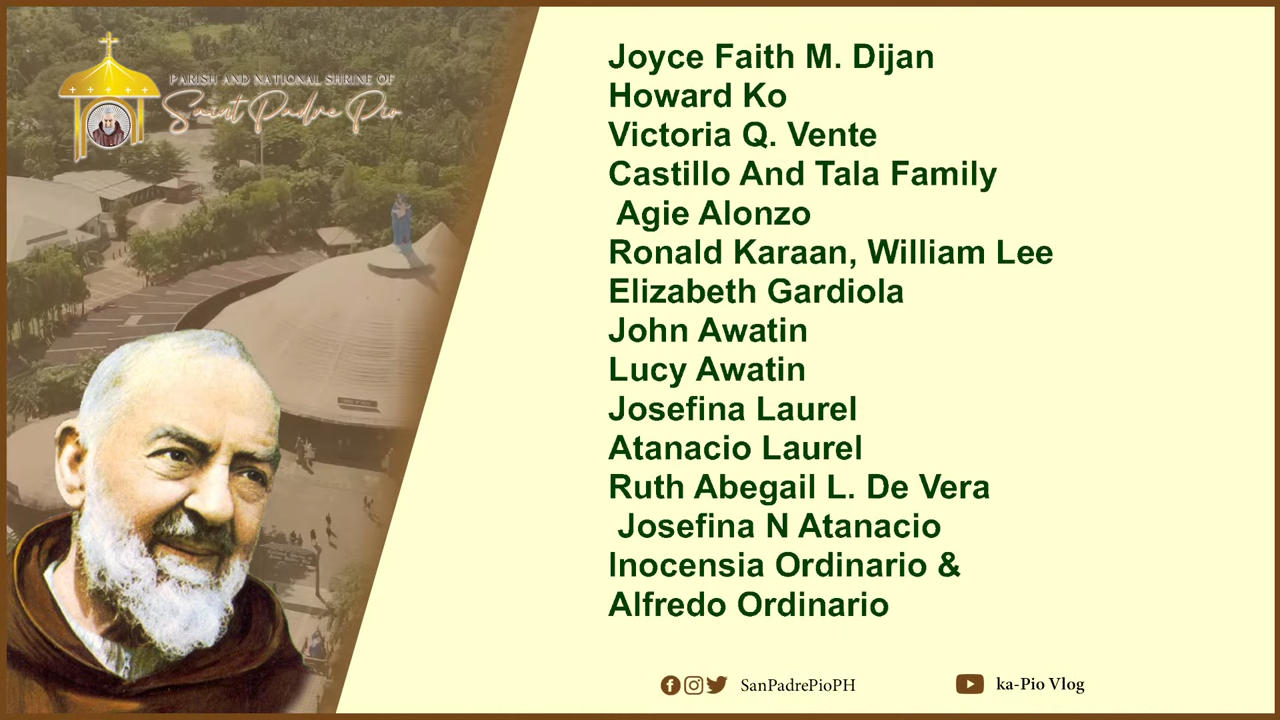 PARISH AND NATIONAL SHRINE OF
Saint Padre Pio
Joyce Faith M. Dijan
Howard Ko
Victoria Q. Vente
Castillo And Tala Family
Agie Alonzo
Ronald Karaan, William Lee
Elizabeth Gardiola
John Awatin
Lucy Awatin
Josefina Laurel
Atanacio Laurel
Ruth Abegail L. De Vera
Josefina N Atanacio
Inocensia Ordinario &
Alfredo Ordinario
SanPadrePioPH
ka-Pio Vlog